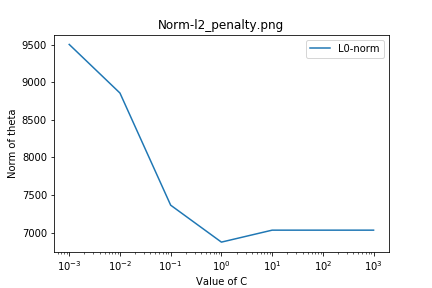 Norm-l2_penalty.png
L0-norm
9500
9000
8500
8000
7500
7000
Norm of theta
10⁻³ 10⁻² 10⁻¹ 10⁰ 10¹ 10² 10³
Value of C